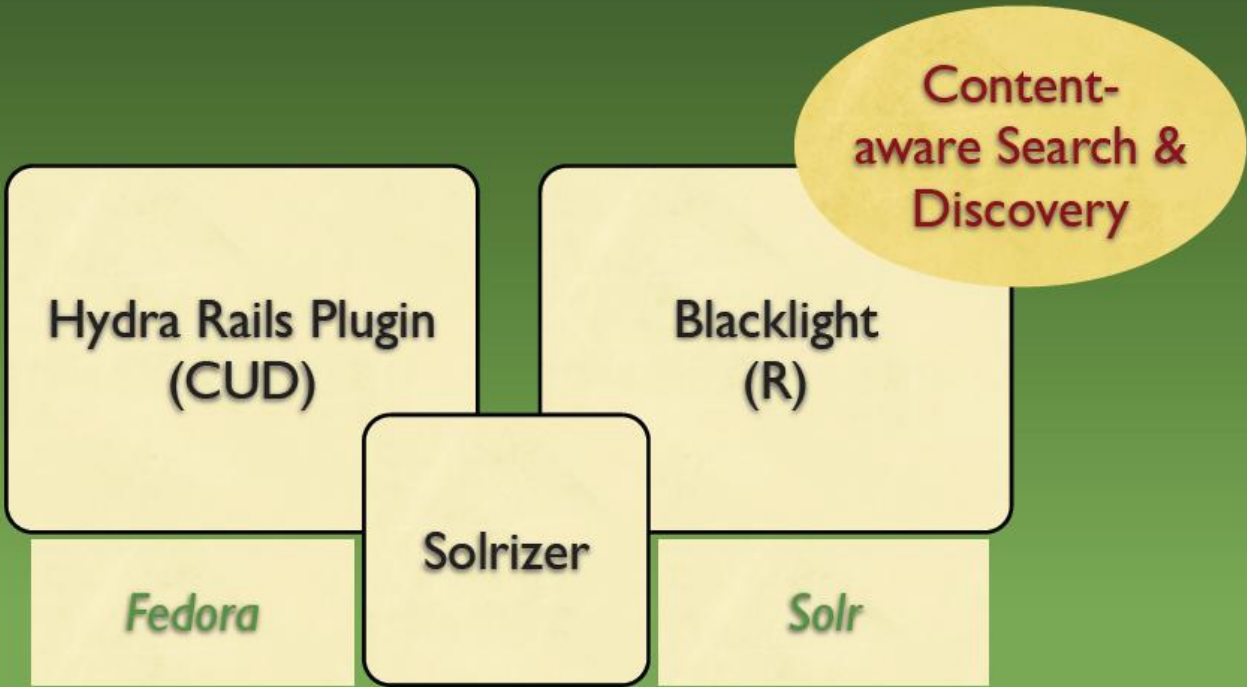 Content-
aware Search &
Discovery
Hydra Rails Plugin
(CUD)
Blacklight
(R)
Solrizer
Fedora
Solr